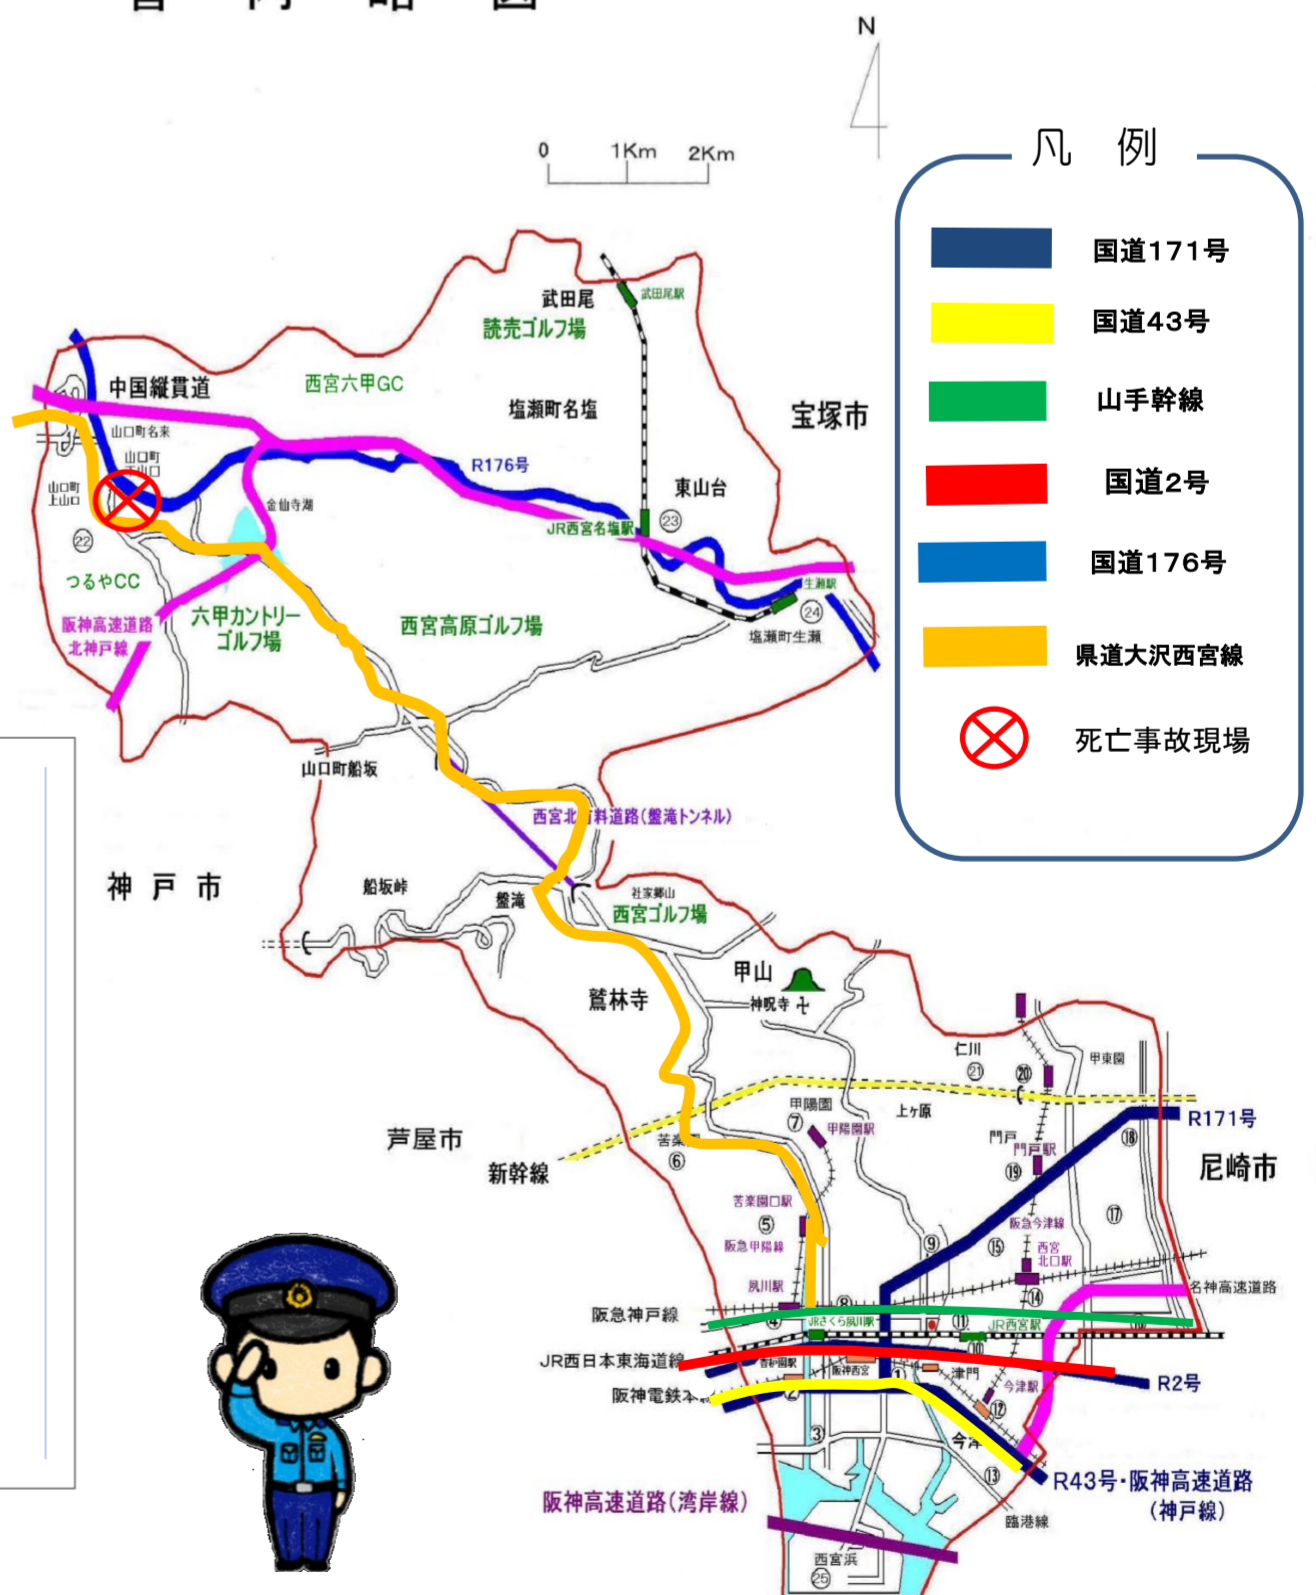 管内略図
N
0 1Km 2Km
凡 例
国道171号
国道43号
山手幹線
国道2号
国道176号
県道大沢西宮線
死亡事故現場
武田尾
武田尾駅
読売ゴルフ場
中国縦貫道
西宮六甲GC
塩瀬町名塩
宝塚市
山口町名来
山口町
R176号
東山台
山口町
上山口
金仙寺湖
JR西宮名塩駅
㉓
㉒
つるやCC
生瀬駅
㉔
塩瀬町生瀬
阪神高速道路
北神戸線
六甲カントリー
ゴルフ場
西宮高原ゴルフ場
山口町船坂
西宮北有料道路(盤滝トンネル)
神戸市
船坂峠
盤滝
社家郷山
西宮ゴルフ場
甲山
神呪寺 卍
鷲林寺
仁川
㉑
⑳
甲東園
甲陽園
⑦
上ヶ原
甲陽園駅
R171号
⑱
芦屋市
苦楽園
⑥
新幹線
門戸
門戸駅
⑲
尼崎市
苦楽園口駅
⑤
阪急甲陽線
⑨
⑮
阪急今津線
⑰
西宮
北口駅
夙川駅
⑭
名神高速道路
阪急神戸線
④
⑧
JRさくら夙川駅
⑪
JR西宮駅
⑯
⑩
JR西日本東海道線
香櫨園駅
阪神西宮
①
津門
R2号
阪神電鉄本線
②
今津駅
⑫
③
今津
⑬
R43号・阪神高速道路
(神戸線)
阪神高速道路(湾岸線)
臨港線
西宮浜
㉕